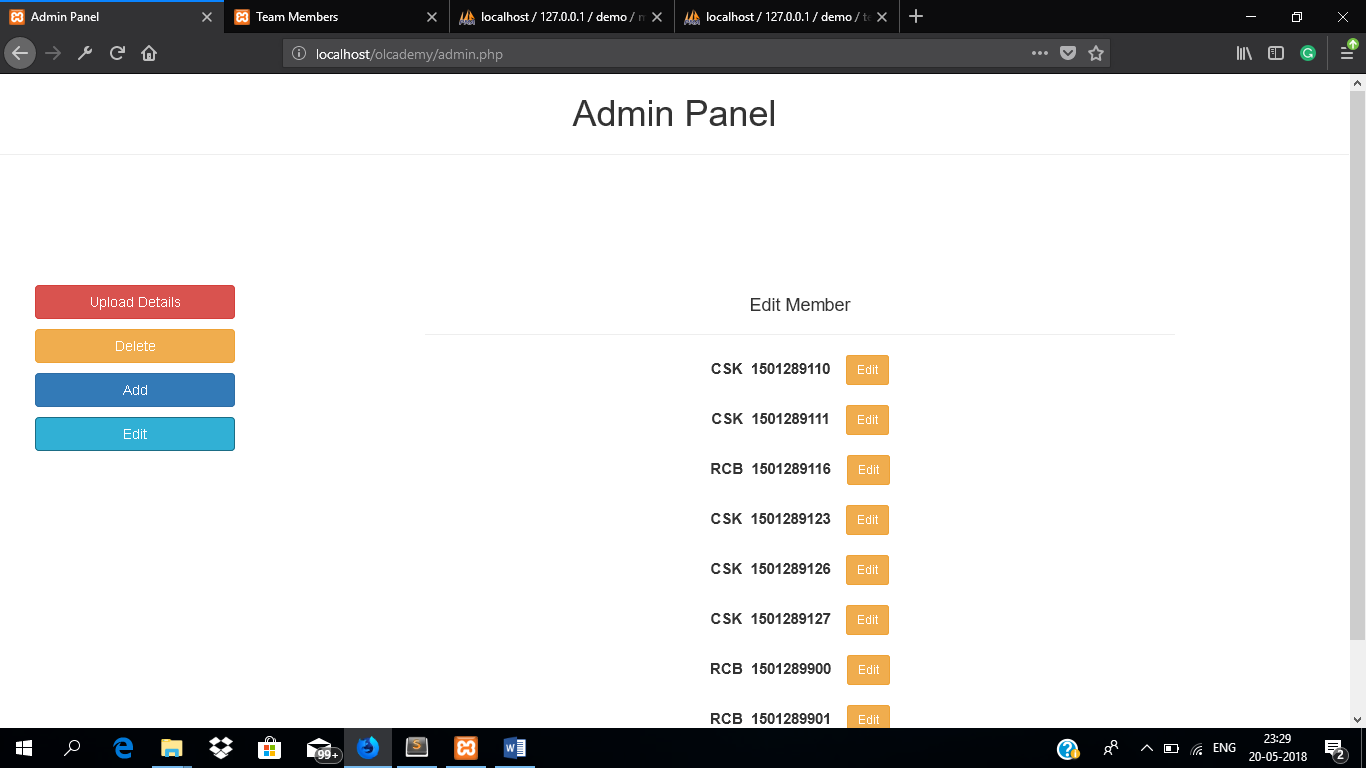 Admin Panel
Team Members
localhost / 127.0.0.1 / demo / m
localhost / 127.0.0.1 / demo / te
localhost/olcademy/admin.php
Admin Panel
Upload Details
Delete
Add
Edit
Edit Member
CSK 1501289110 Edit
CSK 1501289111 Edit
RCB 1501289116 Edit
CSK 1501289123 Edit
CSK 1501289126 Edit
CSK 1501289127 Edit
RCB 1501289900 Edit
RCB 1501289901 Edit
99+
ENG
23:29
20-05-2018
2